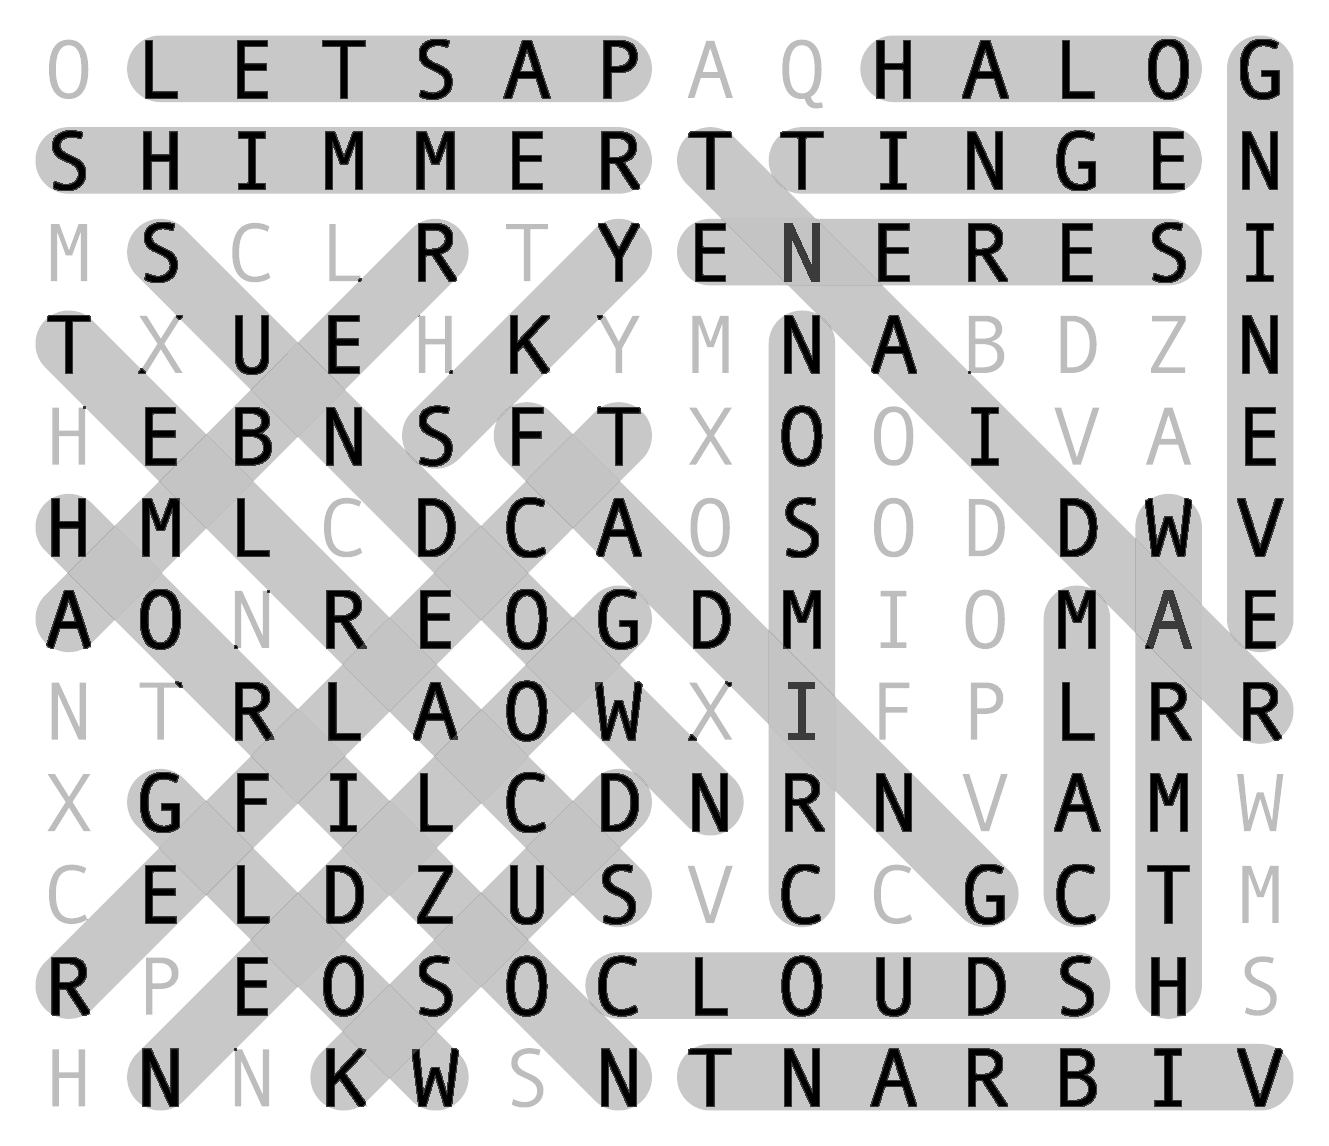 O L E T S A P A Q H A L O G
S H I M M E R T T I N G E N
M S C L R T Y E N E R E S I
T X U E H K Y M N A B D Z N
H E B N S F T X O O I V A E
H M L C D C A O S O D D W V
A O N R E O G D M I O M A E
N T R L A O W X I F P L R R
X G F I L C D N R N V A M W
C E L D Z U S V C C G C T M
R P E O S O C L O U D S H S
H N N K W S N T N A R B I V